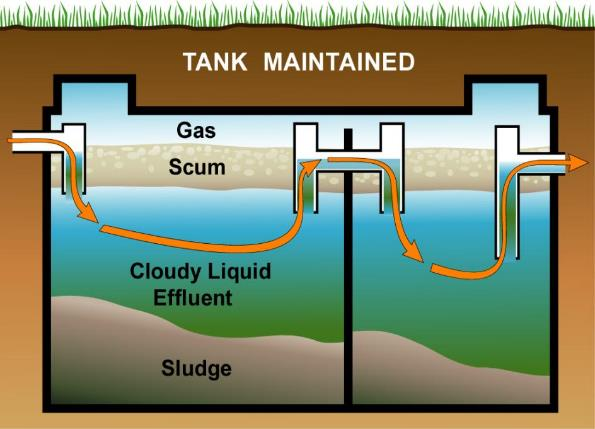 TANK MAINTAINED
Gas
Scum
Cloudy Liquid
Effluent
Sludge